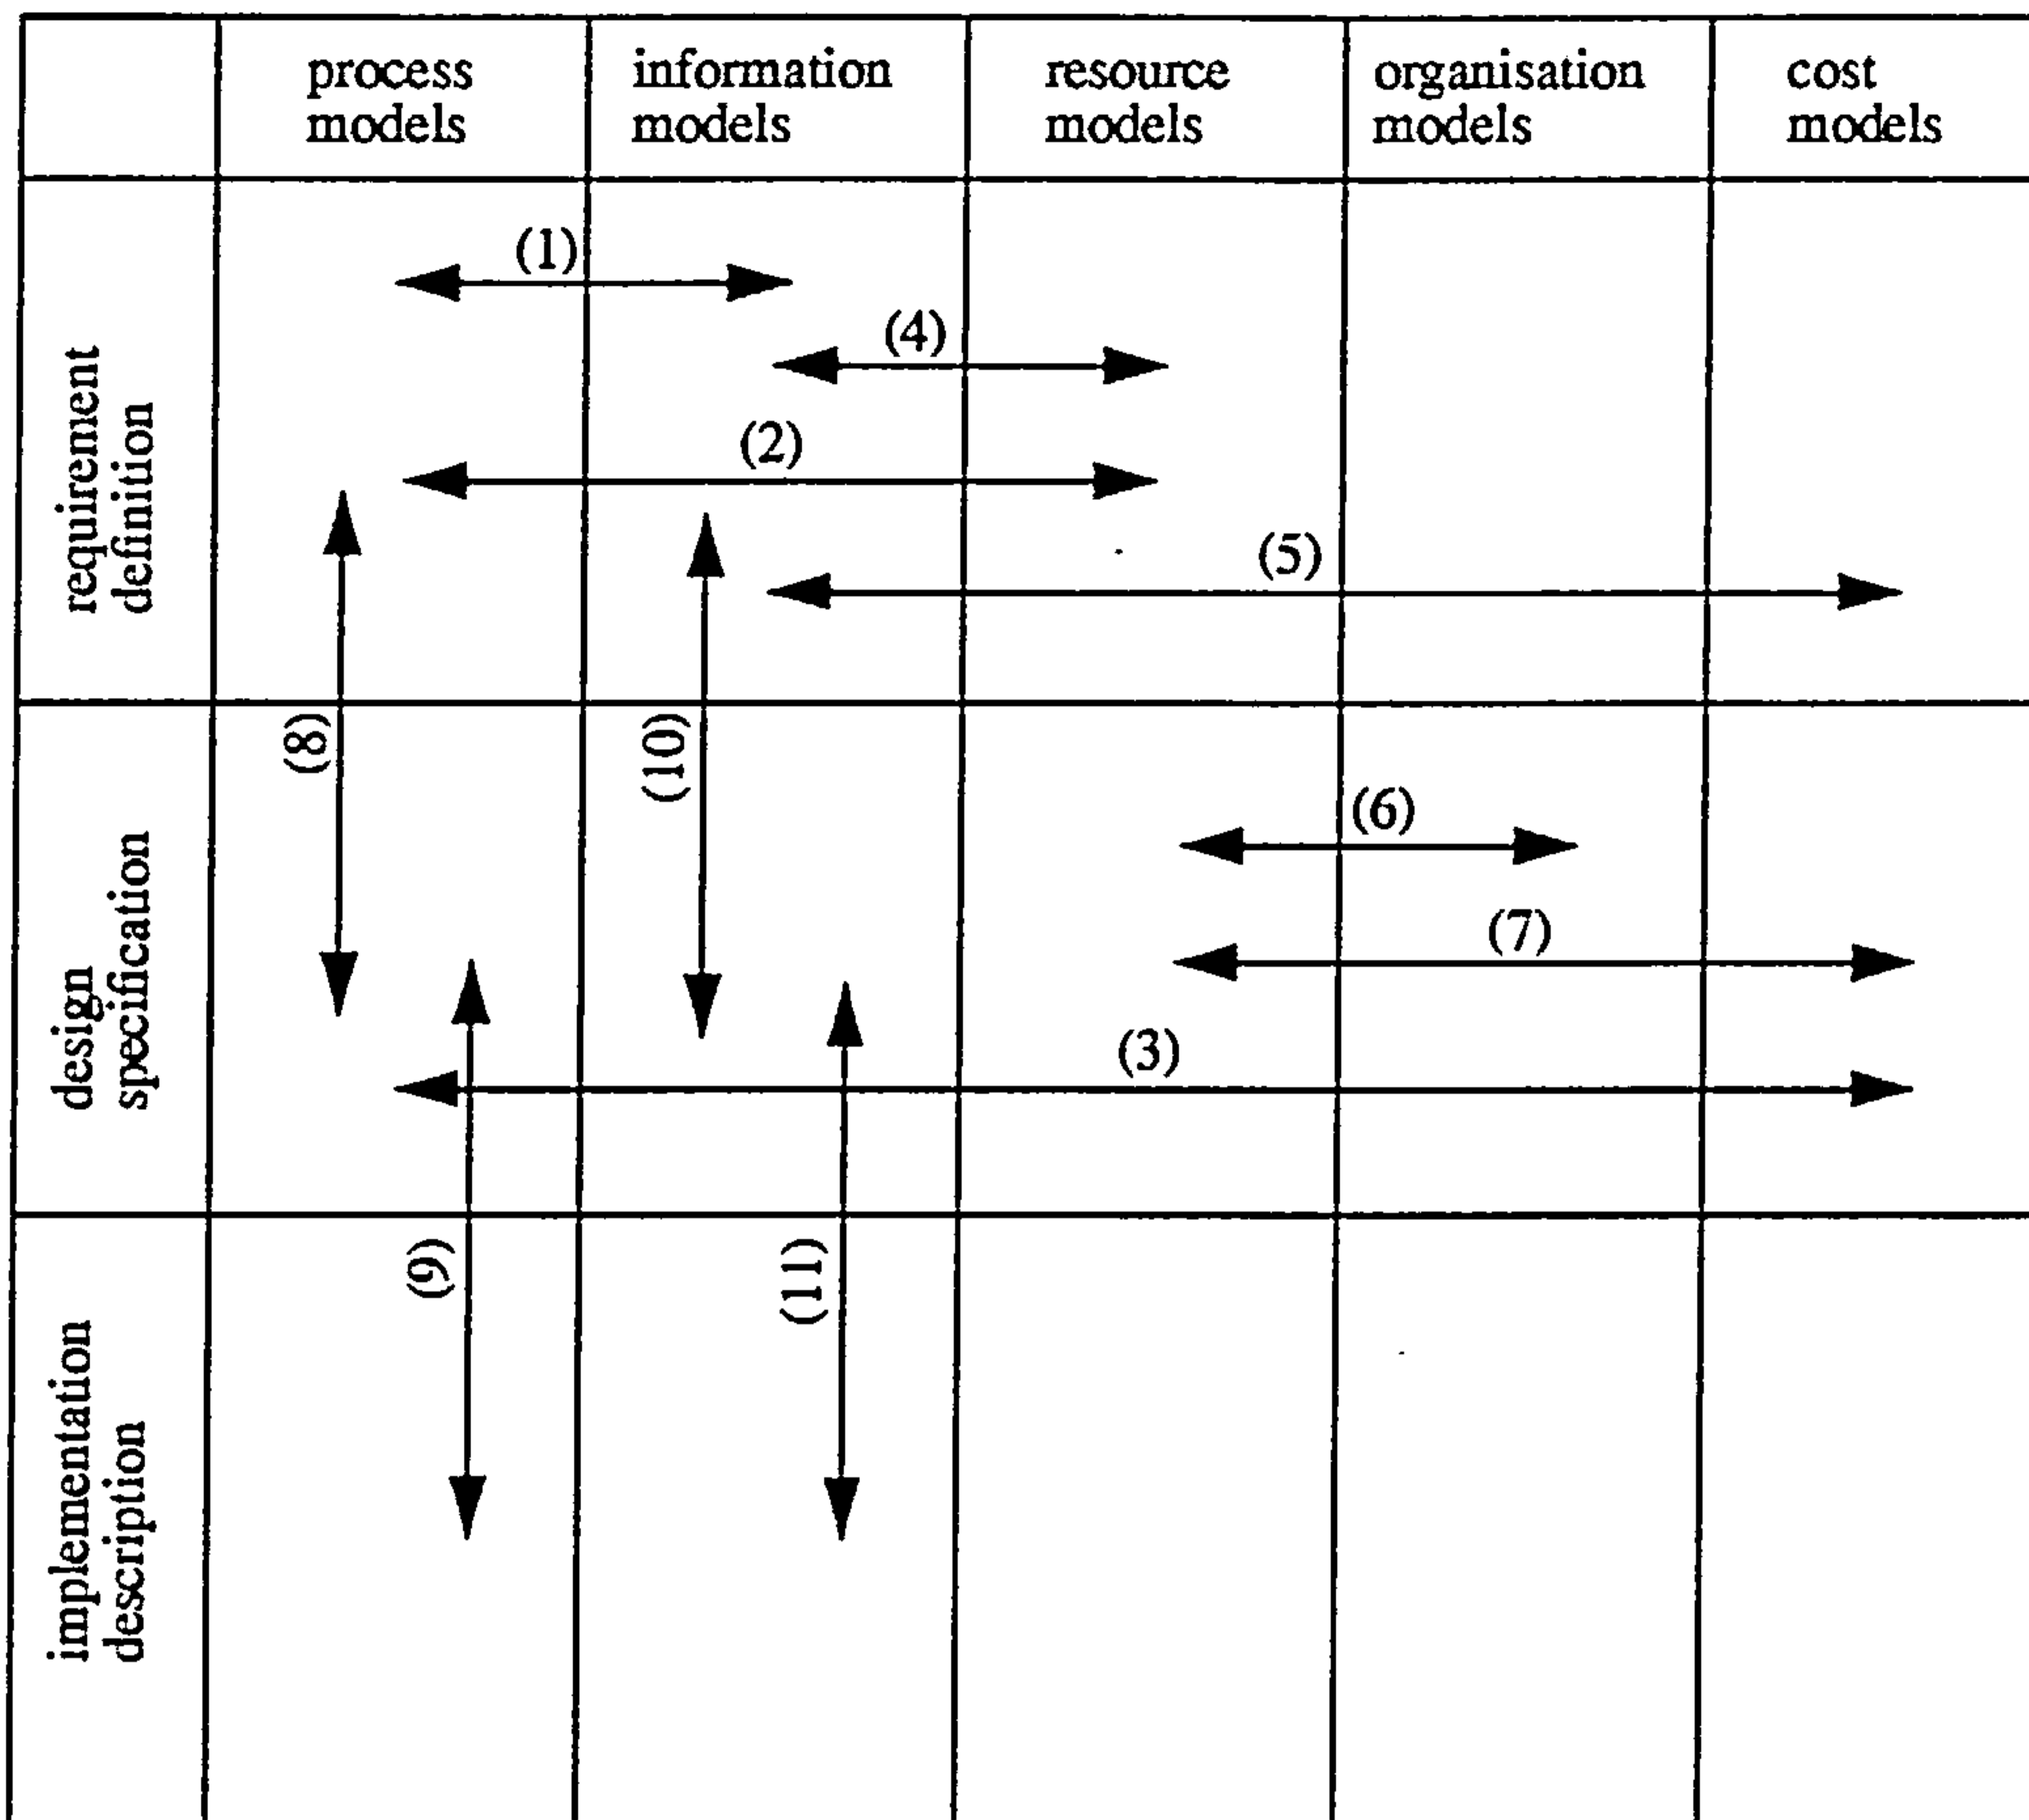 process
models
information
models
resource
models
organisation
models
cost
models
requirement
definition
(1)
(4)
(2)
(5)
design
specification
(8)
(10)
(6)
(7)
(3)
implementation
description
(9)
(11)